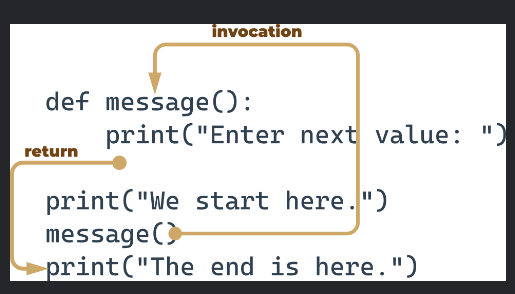 invocation
def message():
    print("Enter next value: ")
return
print("We start here.")
message()
print("The end is here.")